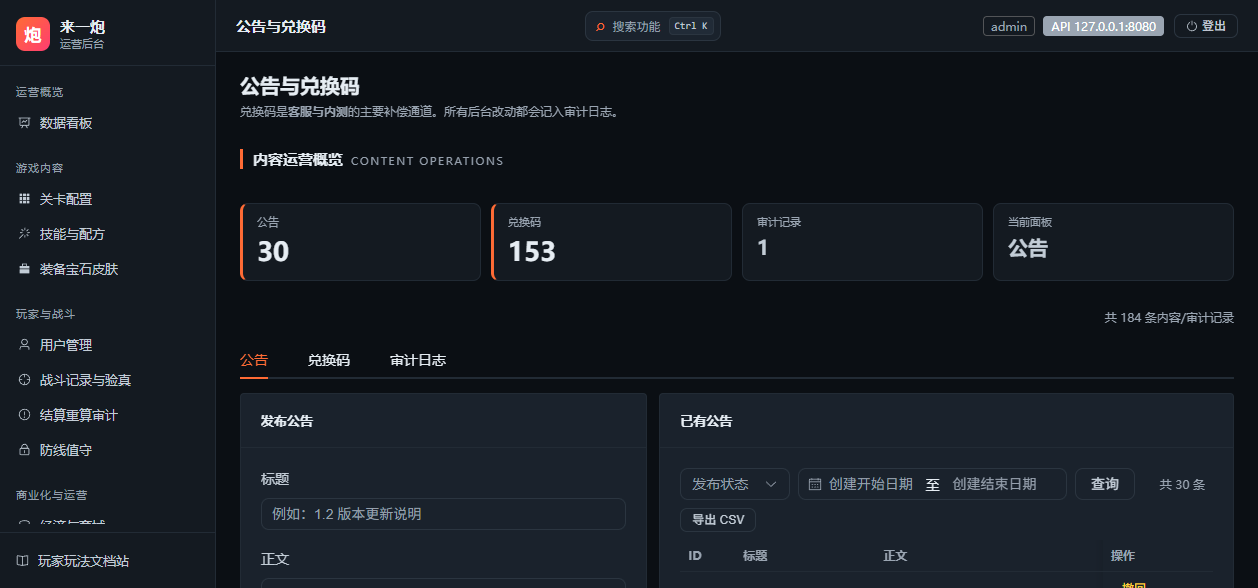 炮
来一炮
运营后台
运营概览
数据看板
游戏内容
关卡配置
技能与配方
装备宝石皮肤
玩家与战斗
用户管理
战斗记录与验真
结算重算审计
防线值守
商业化与运营
玩家玩法文档站
公告与兑换码
搜索功能 Ctrl K
admin
API 127.0.0.1:8080
登出
公告与兑换码
兑换码是客服与内测的主要补偿通道。所有后台改动都会记入审计日志。
内容运营概览 CONTENT OPERATIONS
公告
30
兑换码
153
审计记录
1
当前面板
公告
共 184 条内容/审计记录
公告 兑换码 审计日志
发布公告
标题
例如：1.2 版本更新说明
正文
已有公告
发布状态 创建开始日期 至 创建结束日期 查询 共 30 条
导出 CSV
ID 标题 正文 操作
撤回